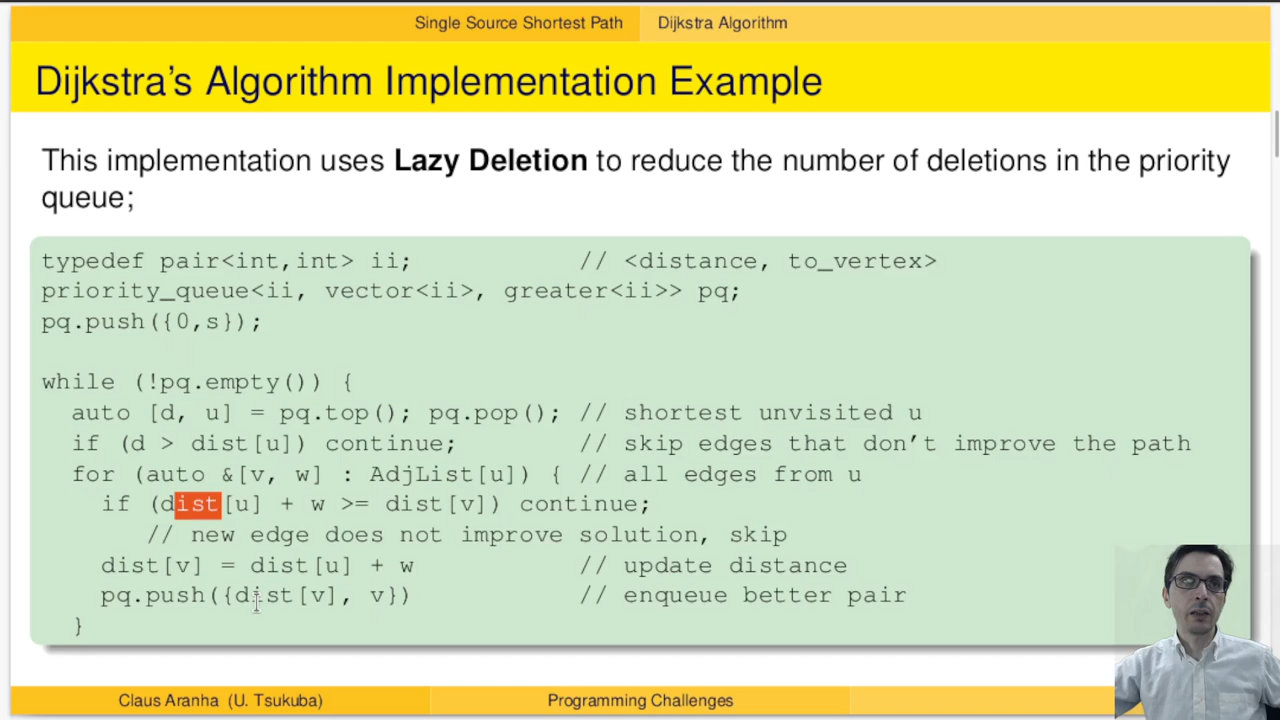 Single Source Shortest Path    Dijkstra Algorithm
Dijkstra's Algorithm Implementation Example
This implementation uses Lazy Deletion to reduce the number of deletions in the priority
queue;
typedef pair<int,int> ii;            // <distance, to_vertex>
priority_queue<ii, vector<ii>, greater<ii>> pq;
pq.push({0,s});
while (!pq.empty()) {
  auto [d, u] = pq.top(); pq.pop(); // shortest unvisited u
  if (d > dist[u]) continue;        // skip edges that don't improve the path
  for (auto &[v, w] : AdjList[u]) { // all edges from u
    if (dist[u] + w >= dist[v]) continue;
       // new edge does not improve solution, skip
    dist[v] = dist[u] + w           // update distance
    pq.push({dist[v], v})           // enqueue better pair
  }
Claus Aranha (U. Tsukuba)    Programming Challenges